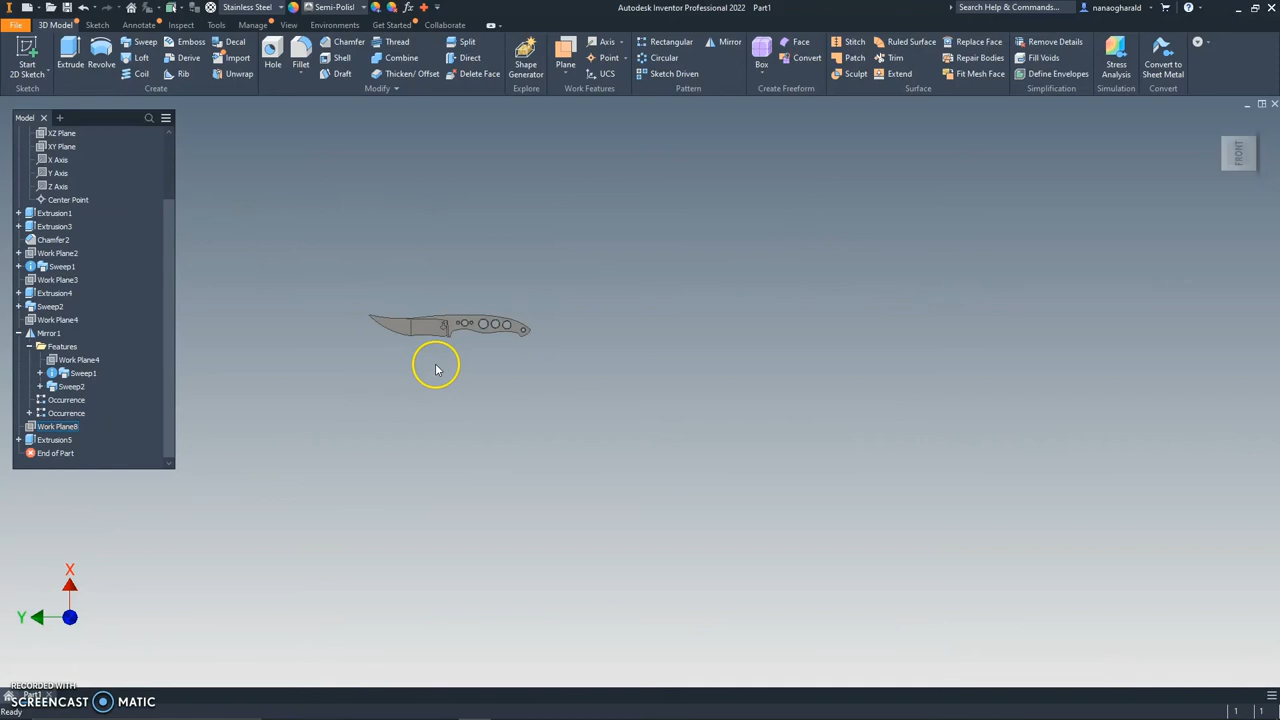 Stainless Steel
Semi-Polisl
Autodesk Inventor Professional 2022 Part1
Search Help & Commands...
nanaogharald
File
3D Model
Sketch
Annotate
Inspect
Tools
Manage
View
Environments
Get Started
Collaborate
Start
2D Sketch
Extrude
Revolve
Sweep
Emboss
Decal
Loft
Derive
Import
Coil
Rib
Unwrap
Hole
Fillet
Chamfer
Thread
Split
Shell
Combine
Direct
Draft
Thicken/ Offset
Delete Face
Shape
Generator
Plane
Axis
Point
UCS
Rectangular
Mirror
Circular
Sketch Driven
Box
Face
Convert
Stitch
Ruled Surface
Replace Face
Patch
Trim
Repair Bodies
Sculpt
Extend
Fit Mesh Face
Remove Details
Fill Voids
Define Envelopes
Stress
Analysis
Convert to
Sheet Metal
Sketch
Create
Modify
Explore
Work Features
Pattern
Create Freeform
Surface
Simplification
Simulation
Convert
Model
XZ Plane
XY Plane
X Axis
Y Axis
Z Axis
Center Point
Extrusion1
Extrusion3
Chamfer2
Work Plane2
Sweep1
Work Plane3
Extrusion4
Sweep2
Work Plane4
Mirror1
Features
Work Plane4
Sweep1
Sweep2
Occurrence
Occurrence
Work Plane8
Extrusion5
End of Part
FRONT
X
Y
RECORDED WITH
SCREENCAST MATIC
Part1
Ready
1 1